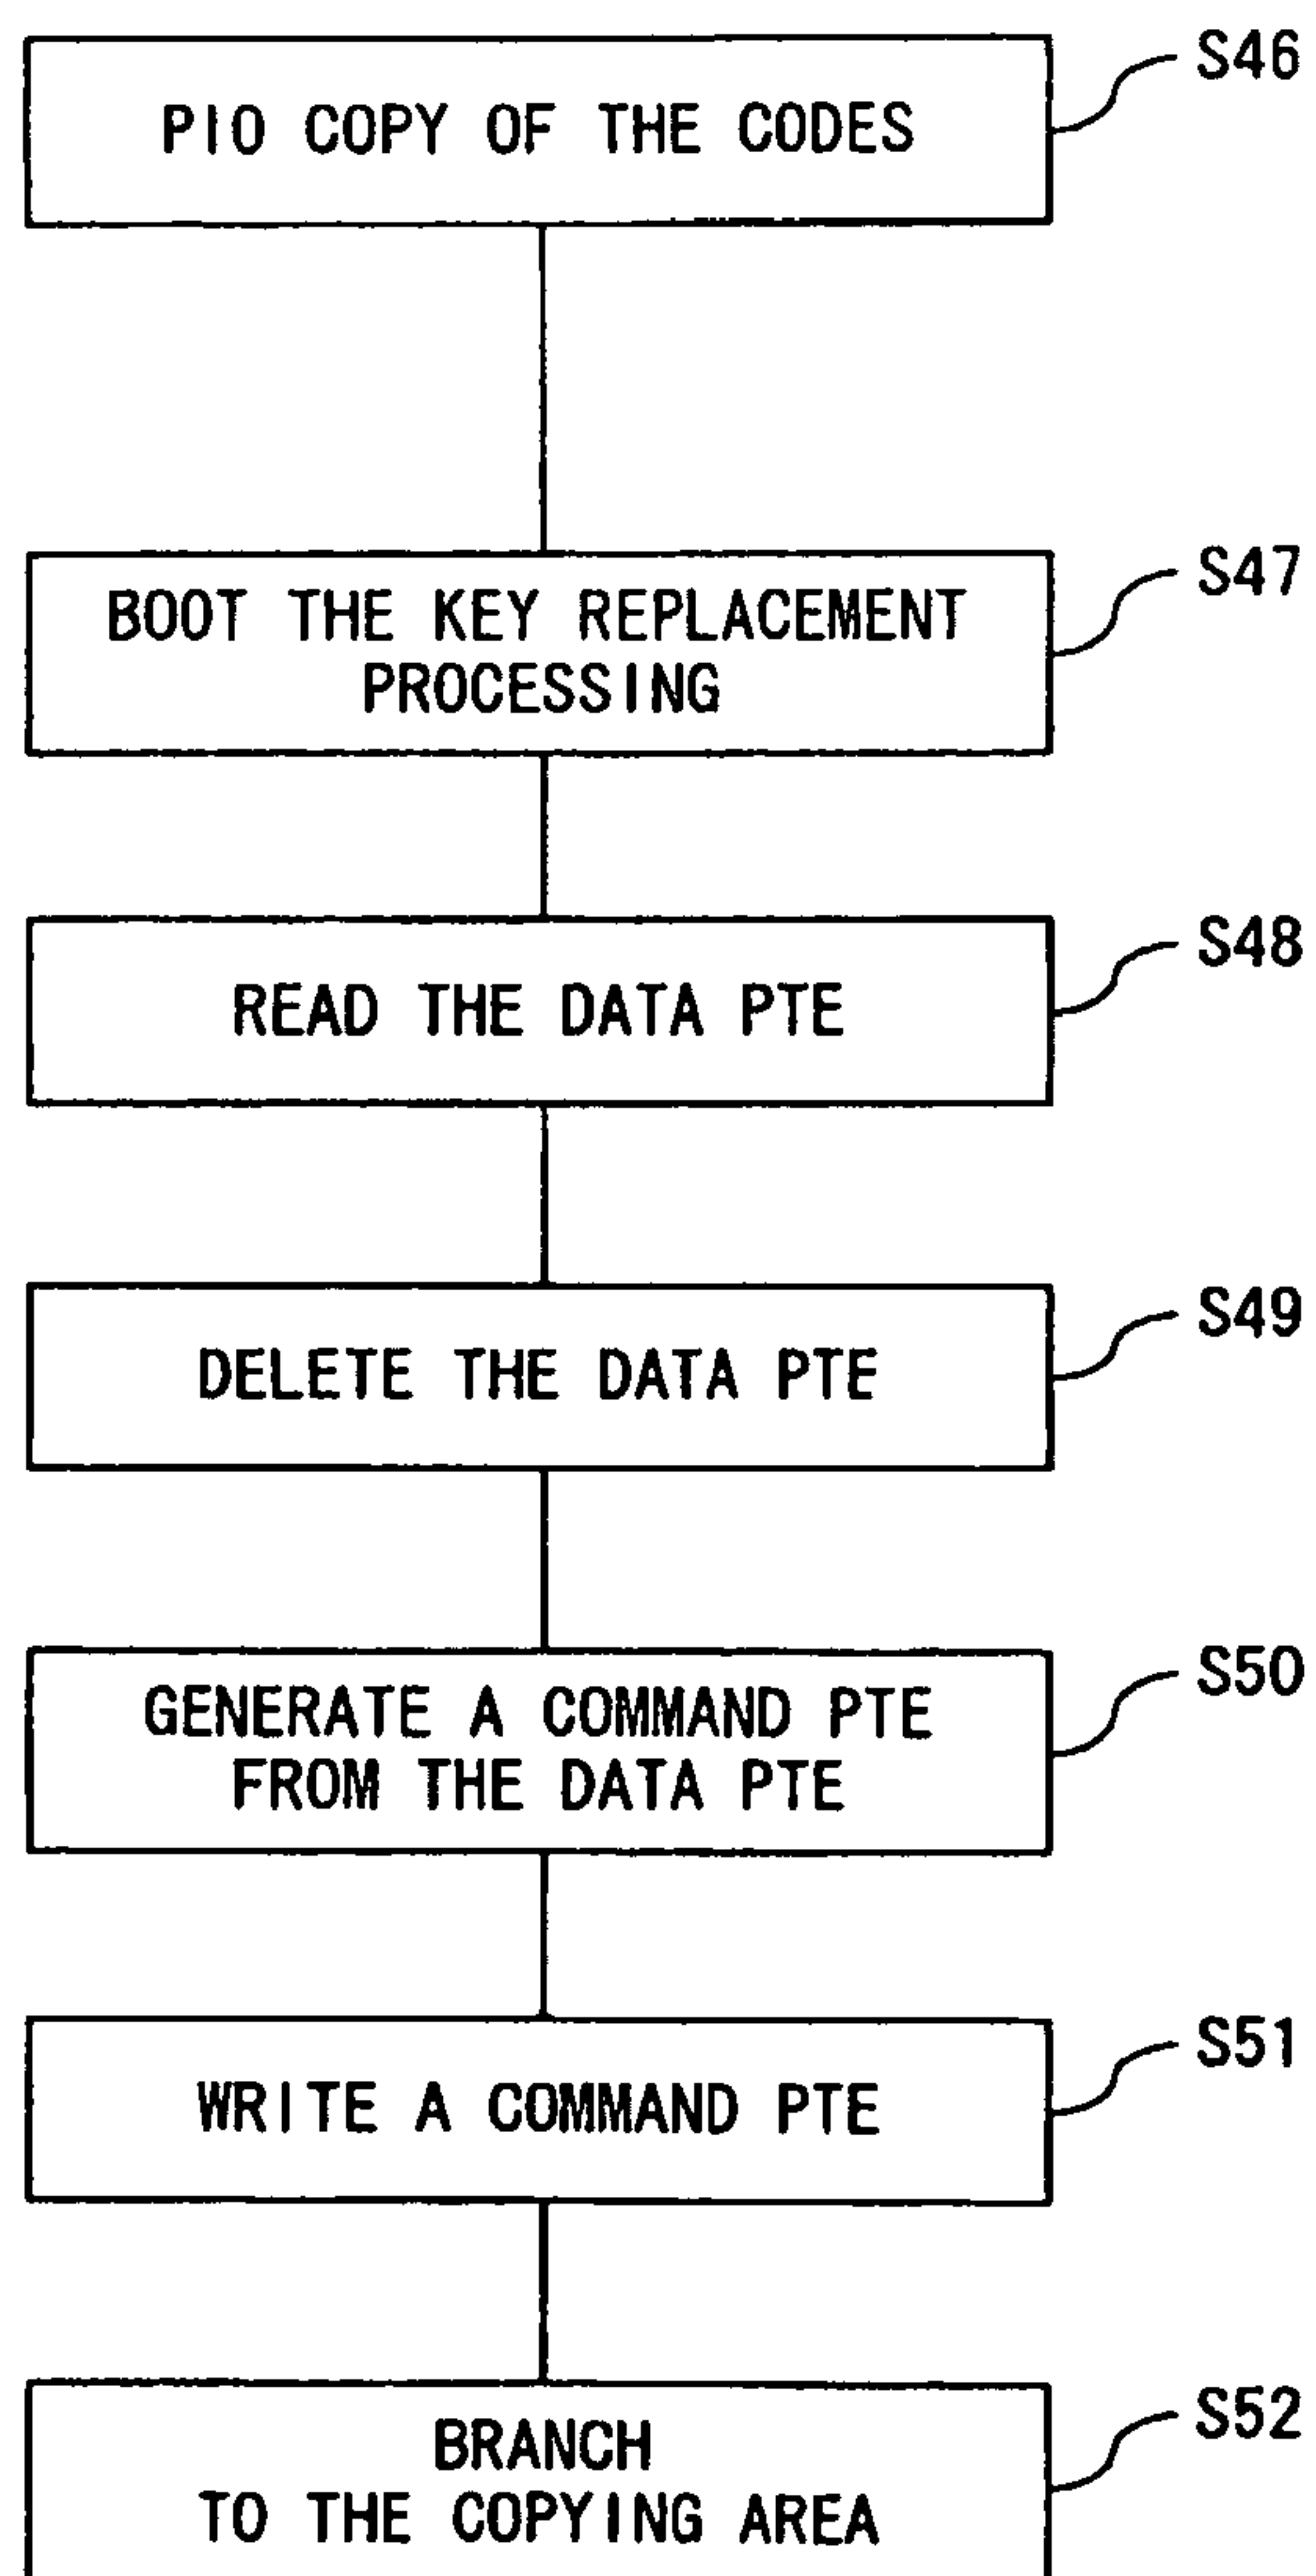 S46
PIO COPY OF THE CODES
S47
BOOT THE KEY REPLACEMENT
PROCESSING
S48
READ THE DATA PTE
S49
DELETE THE DATA PTE
S50
GENERATE A COMMAND PTE
FROM THE DATA PTE
S51
WRITE A COMMAND PTE
S52
BRANCH
TO THE COPYING AREA